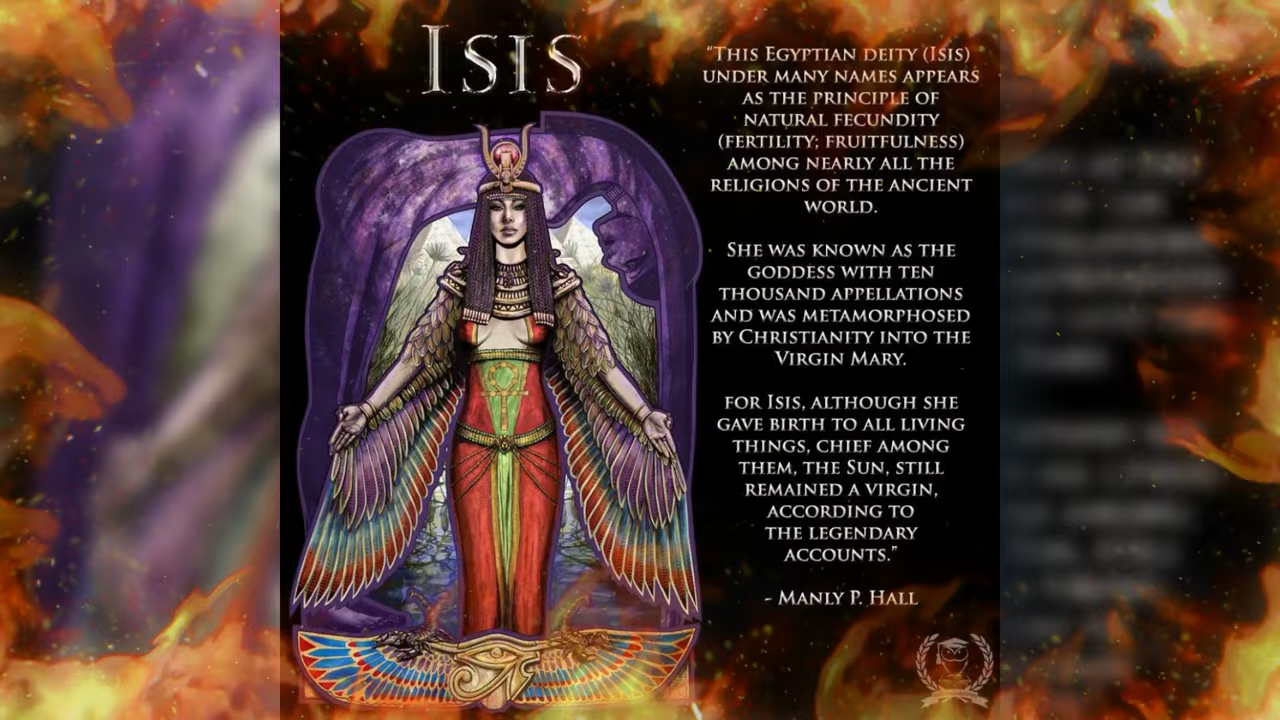 Isis
"This Egyptian deity (Isis)
under many names appears
as the principle of
natural fecundity
(fertility; fruitfulness)
among nearly all the
religions of the ancient
world.
She was known as the
goddess with ten
thousand appellations
and was metamorphosed
by Christianity into the
Virgin Mary.
for Isis, although she
gave birth to all living
things, chief among
them, the Sun, still
remained a virgin,
according to
the legendary
accounts."
- Manly P. Hall